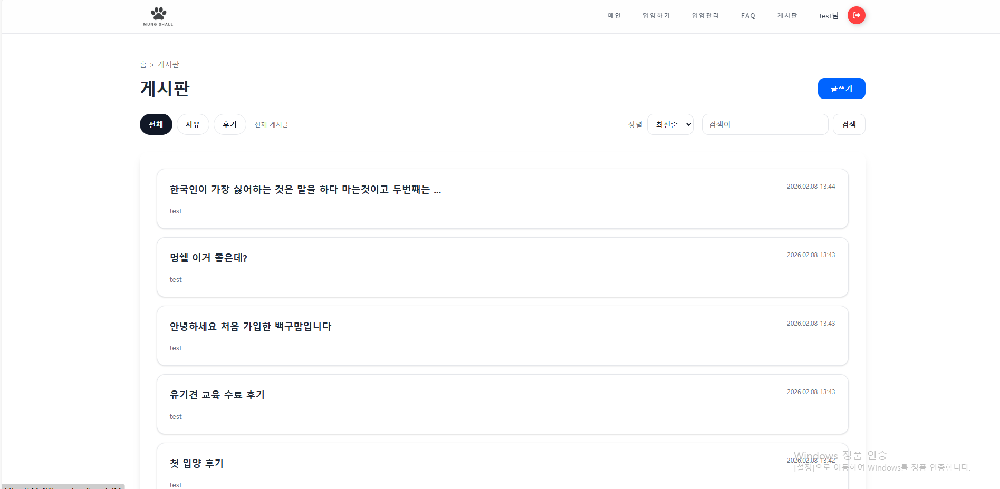 MUNG SHALL
메인 입양하기 입양관리 FAQ 게시판 test님
홈 > 게시판
게시판
글쓰기
전체 자유 후기 전체 게시글 정렬 최신순 검색어 검색
한국인이 가장 싫어하는 것은 말을 하다 마는것이고 두번째는 ...
2026.02.08 13:44
test
멍쉘 이거 좋은데?
2026.02.08 13:43
test
안녕하세요 처음 가입한 백구맘입니다
2026.02.08 13:43
test
유기견 교육 수료 후기
2026.02.08 13:43
test
첫 입양 후기
2026.02.08 13:42
test
Windows 정품 인증
[설정]으로 이동하여 Windows를 정품 인증합니다.